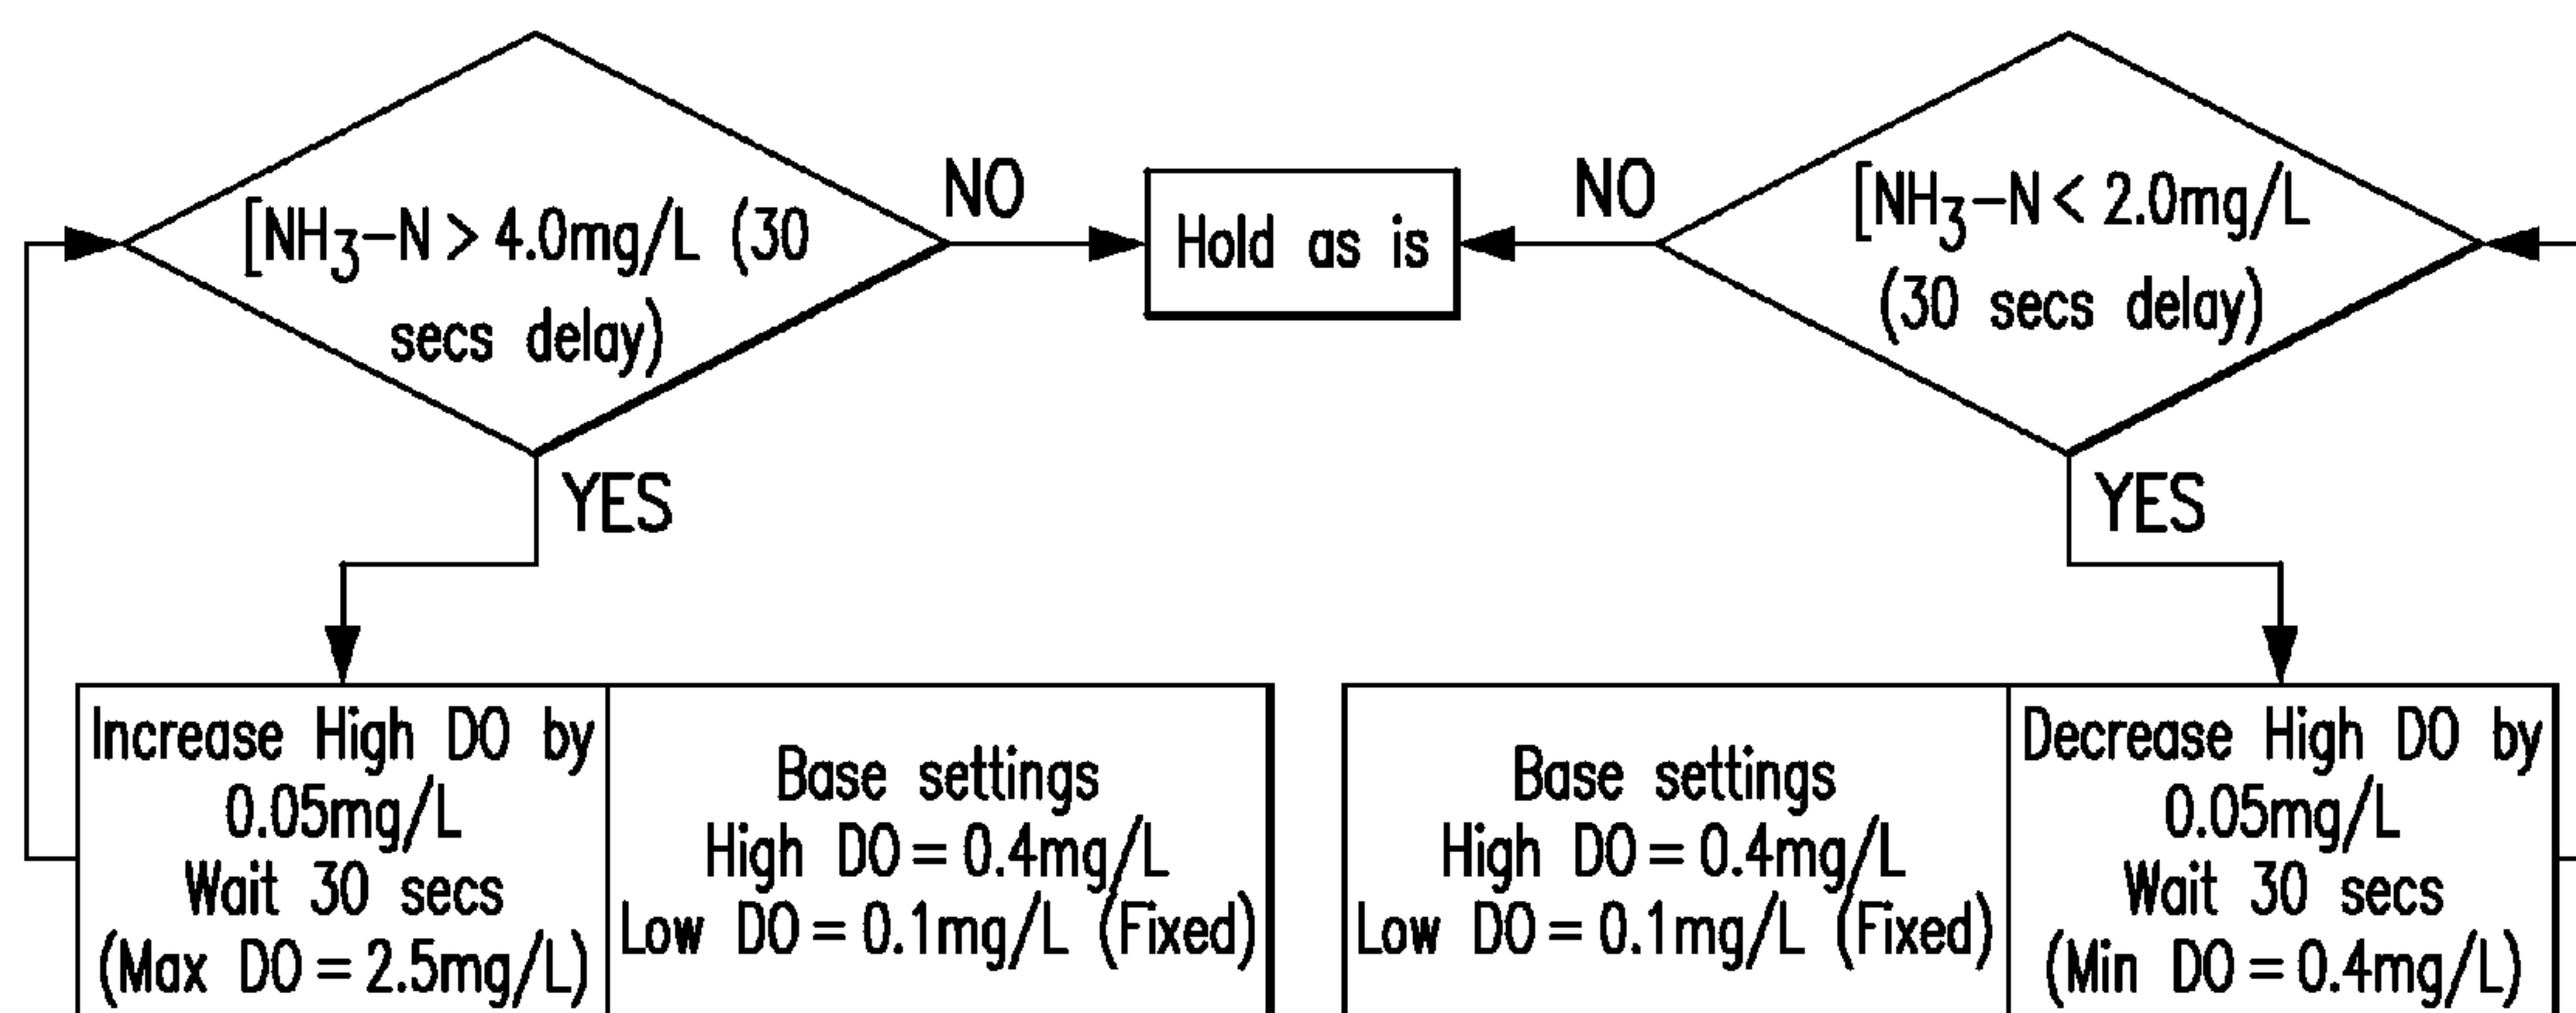 [NH3-N > 4.0mg/L (30
secs delay)
NO
Hold as is
NO
[NH3-N < 2.0mg/L
(30 secs delay)
YES
YES
Increase High DO by
0.05mg/L
Wait 30 secs
(Max DO = 2.5mg/L)
Base settings
High DO = 0.4mg/L
Low DO = 0.1mg/L (Fixed)
Base settings
High DO = 0.4mg/L
Low DO = 0.1mg/L (Fixed)
Decrease High DO by
0.05mg/L
Wait 30 secs
(Min DO = 0.4mg/L)